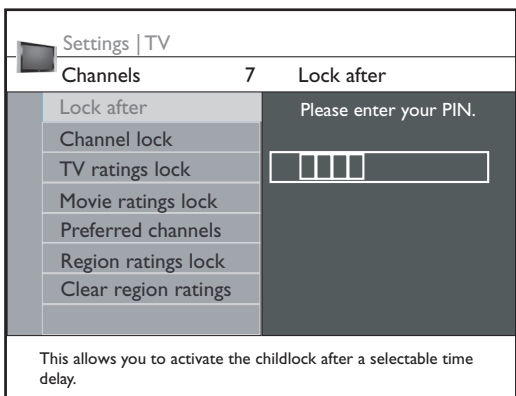 Settings | TV
Channels 7 Lock after
Lock after
Please enter your PIN.
Channel lock
TV ratings lock
Movie ratings lock
Preferred channels
Region ratings lock
Clear region ratings
This allows you to activate the childlock after a selectable time
delay.